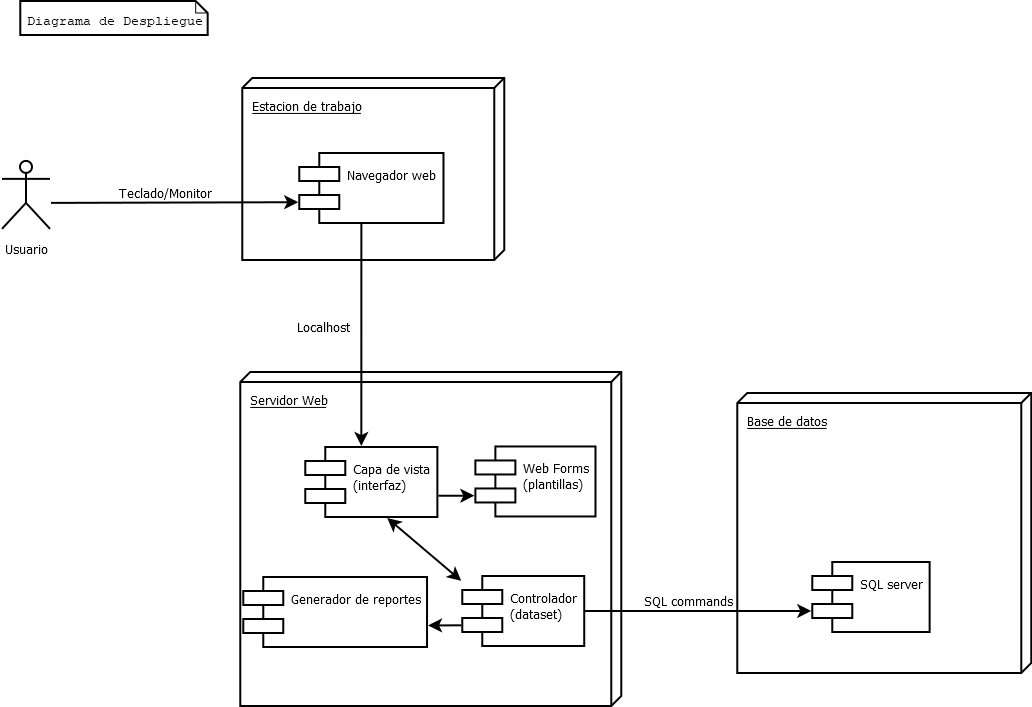 Diagrama de Despliegue
Estacion de trabajo
Navegador web
Teclado/Monitor
Usuario
Localhost
Servidor Web
Base de datos
Capa de vista
(interfaz)
Web Forms
(plantillas)
Generador de reportes
Controlador
(dataset)
SQL commands
SQL server